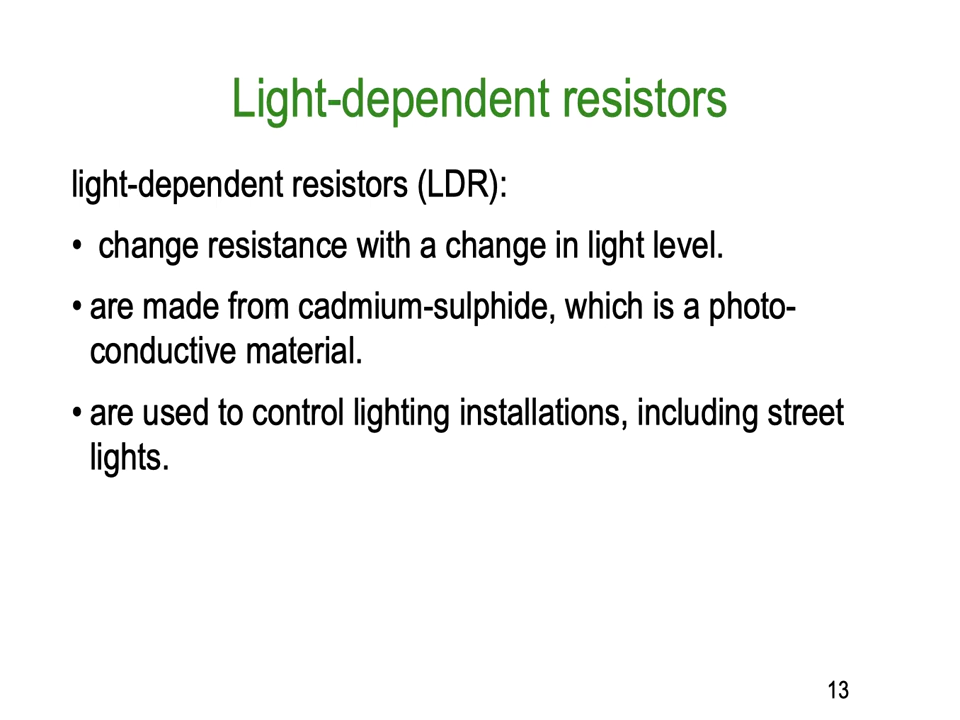 Light-dependent resistors
light-dependent resistors (LDR):
• change resistance with a change in light level.
• are made from cadmium-sulphide, which is a photo-
conductive material.
• are used to control lighting installations, including street
lights.
13